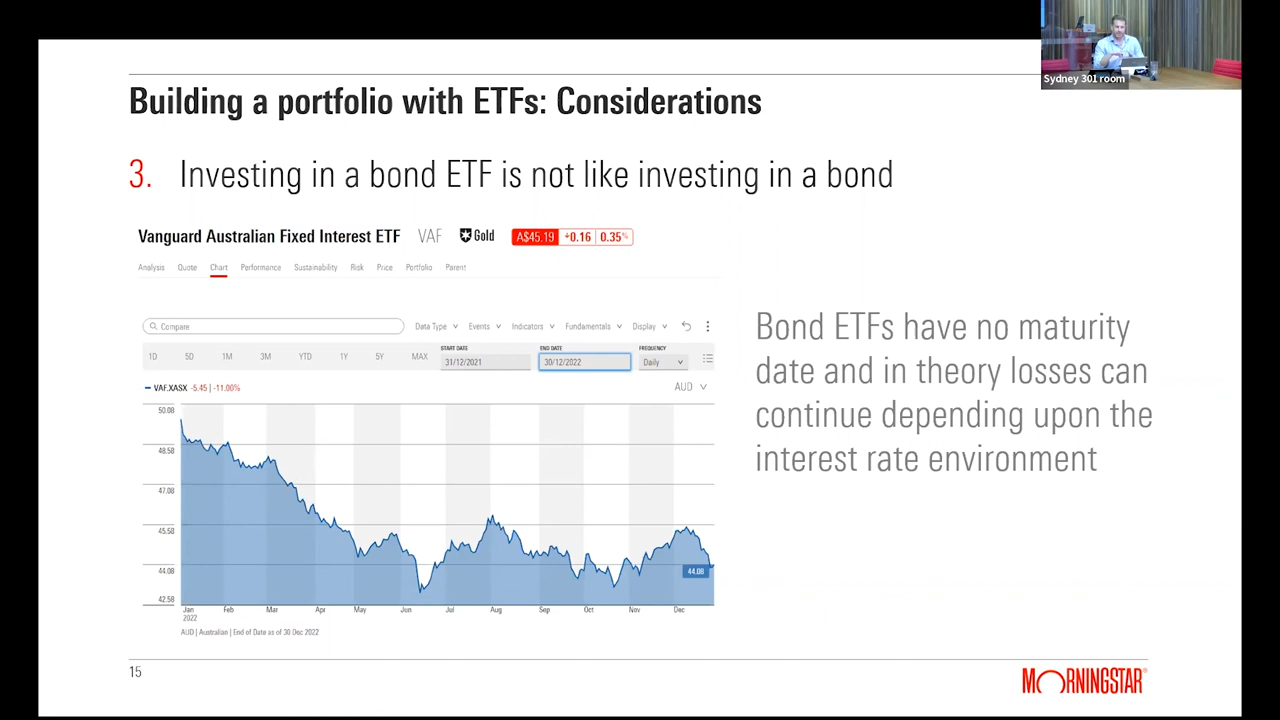 Sydney 301 room
Building a portfolio with ETFs: Considerations
3. Investing in a bond ETF is not like investing in a bond
Vanguard Australian Fixed Interest ETF VAF Gold A$45.19 +0.16 0.35%
Analysis Quote Chart Performance Sustainability Risk Price Portfolio Parent
Compare Data Type Events Indicators Fundamentals Display
START DATE END DATE FREQUENCY
1D 5D 1M 3M YTD 1Y 5Y MAX 31/12/2021 30/12/2022 Daily
VAF.XASX -5.45 | -11.00% AUD
50.08
48.58
47.08
45.58
44.08
42.58
44.08
Jan Feb Mar Apr May Jun Jul Aug Sep Oct Nov Dec
2022
AUD | Australian | End of Date as of 30 Dec 2022
Bond ETFs have no maturity
date and in theory losses can
continue depending upon the
interest rate environment
15
MORNINGSTAR